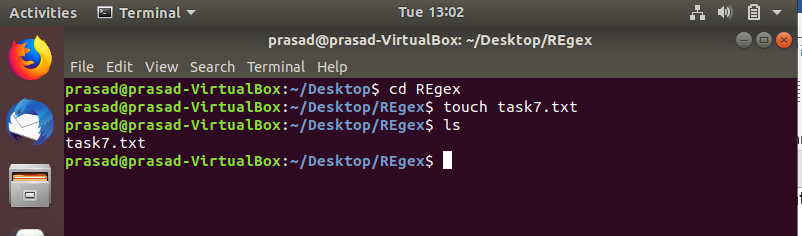 Activities Terminal Tue 13:02
prasad@prasad-VirtualBox: ~/Desktop/REgex
File Edit View Search Terminal Help
prasad@prasad-VirtualBox:~/Desktop$ cd REgex
prasad@prasad-VirtualBox:~/Desktop/REgex$ touch task7.txt
prasad@prasad-VirtualBox:~/Desktop/REgex$ ls
task7.txt
prasad@prasad-VirtualBox:~/Desktop/REgex$